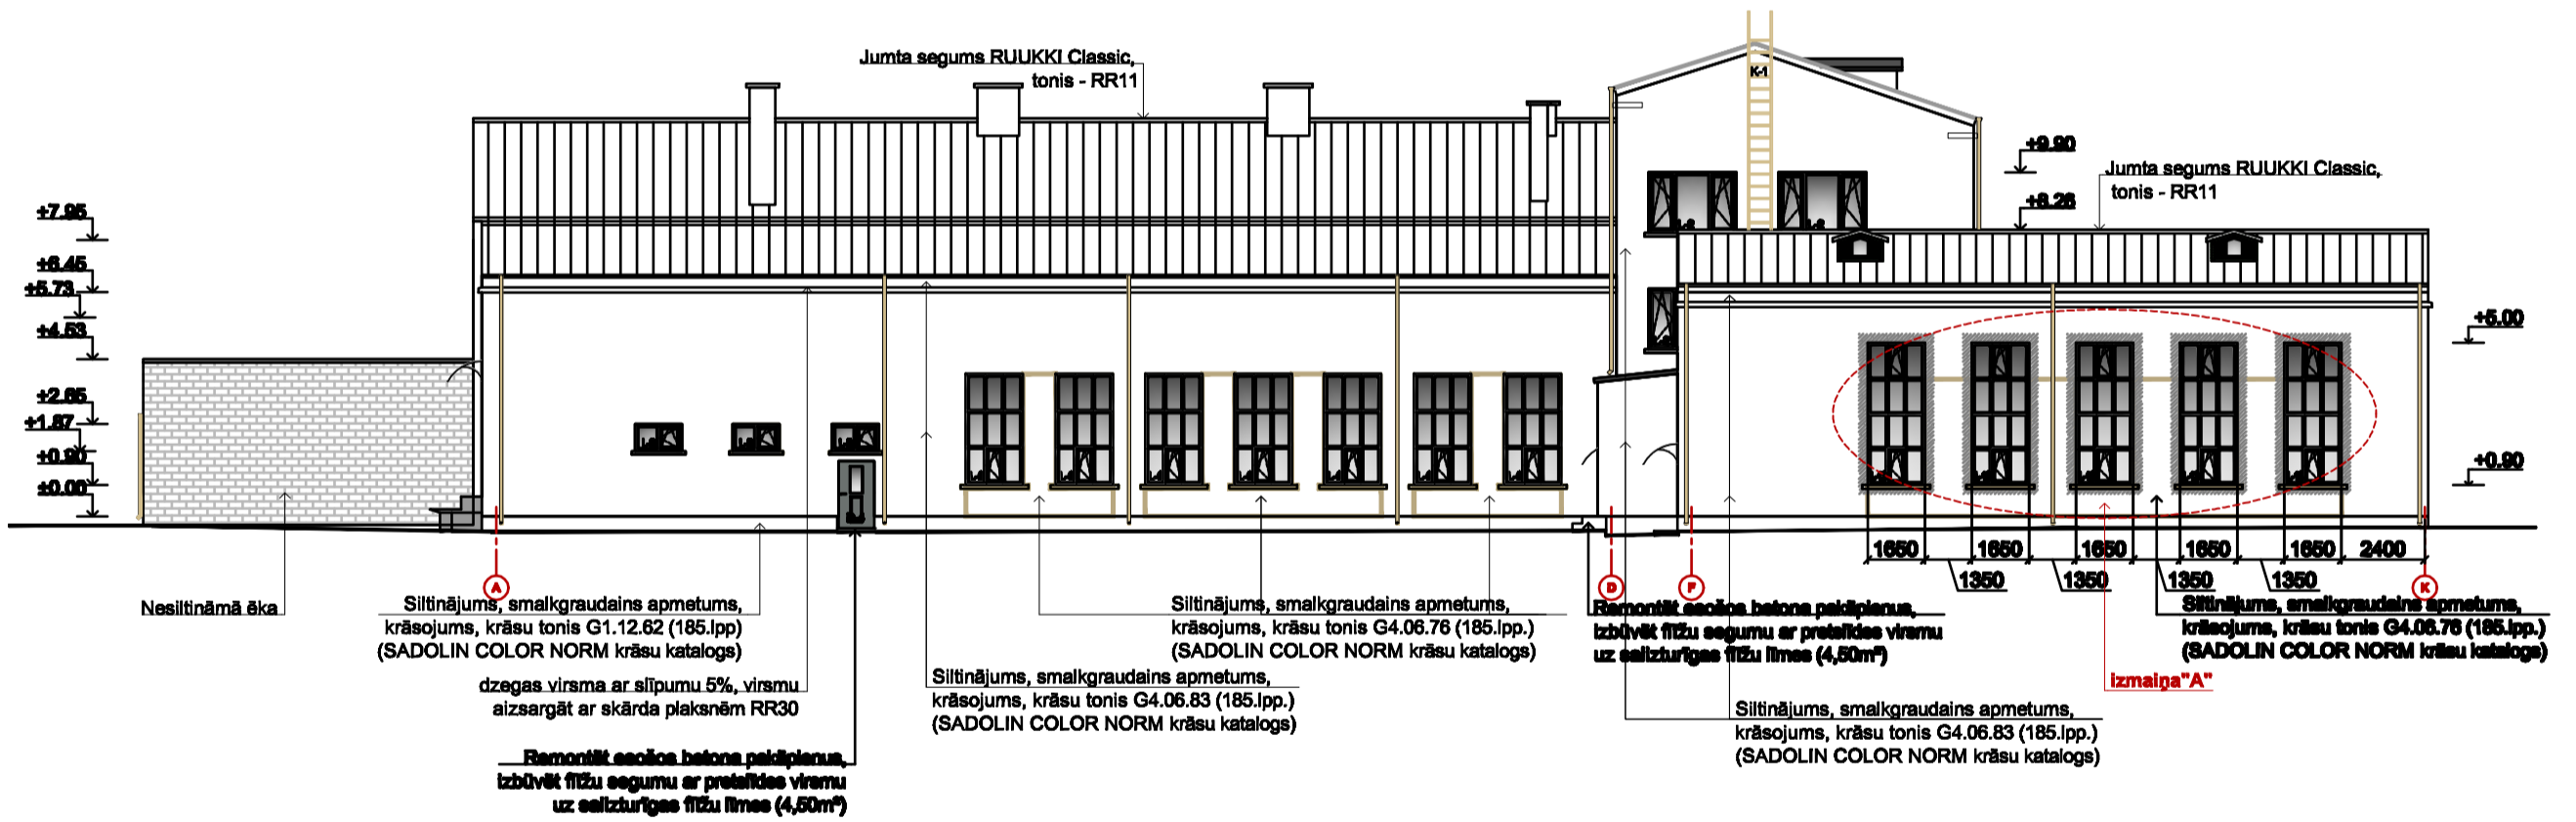 Jumta segums RUUKKI Classic,
tonis - RR11
K-1
+9.90
+8.26
Jumta segums RUUKKI Classic,
tonis - RR11
+7.95
+6.45
+5.73
+4.53
+2.65
+1.87
+0.90
±0.00
+5.00
+0.90
1650
1650
1650
1650
1650
2400
1350
1350
1350
1350
A
D
F
K
Nesiltināmā ēka
Siltinājums, smalkgraudains apmetums,
krāsojums, krāsu tonis G1.12.62 (185.lpp)
(SADOLIN COLOR NORM krāsu katalogs)
dzegas virsma ar slīpumu 5%, virsmu
aizsargāt ar skārda plaksnēm RR30
Remontēt esošos betona pakāpienus,
izbūvēt flīžu segumu ar pretslīdes virsmu
uz salizturīgas flīžu līmes (4,50m²)
Siltinājums, smalkgraudains apmetums,
krāsojums, krāsu tonis G4.06.83 (185.lpp.)
(SADOLIN COLOR NORM krāsu katalogs)
Siltinājums, smalkgraudains apmetums,
krāsojums, krāsu tonis G4.06.76 (185.lpp.)
(SADOLIN COLOR NORM krāsu katalogs)
Remontēt esošos betona pakāpienus,
izbūvēt flīžu segumu ar pretslīdes virsmu
uz salizturīgas flīžu līmes (4,50m²)
Siltinājums, smalkgraudains apmetums,
krāsojums, krāsu tonis G4.06.83 (185.lpp.)
(SADOLIN COLOR NORM krāsu katalogs)
Siltinājums, smalkgraudains apmetums,
krāsojums, krāsu tonis G4.06.76 (185.lpp.)
(SADOLIN COLOR NORM krāsu katalogs)
izmaiņa"A"